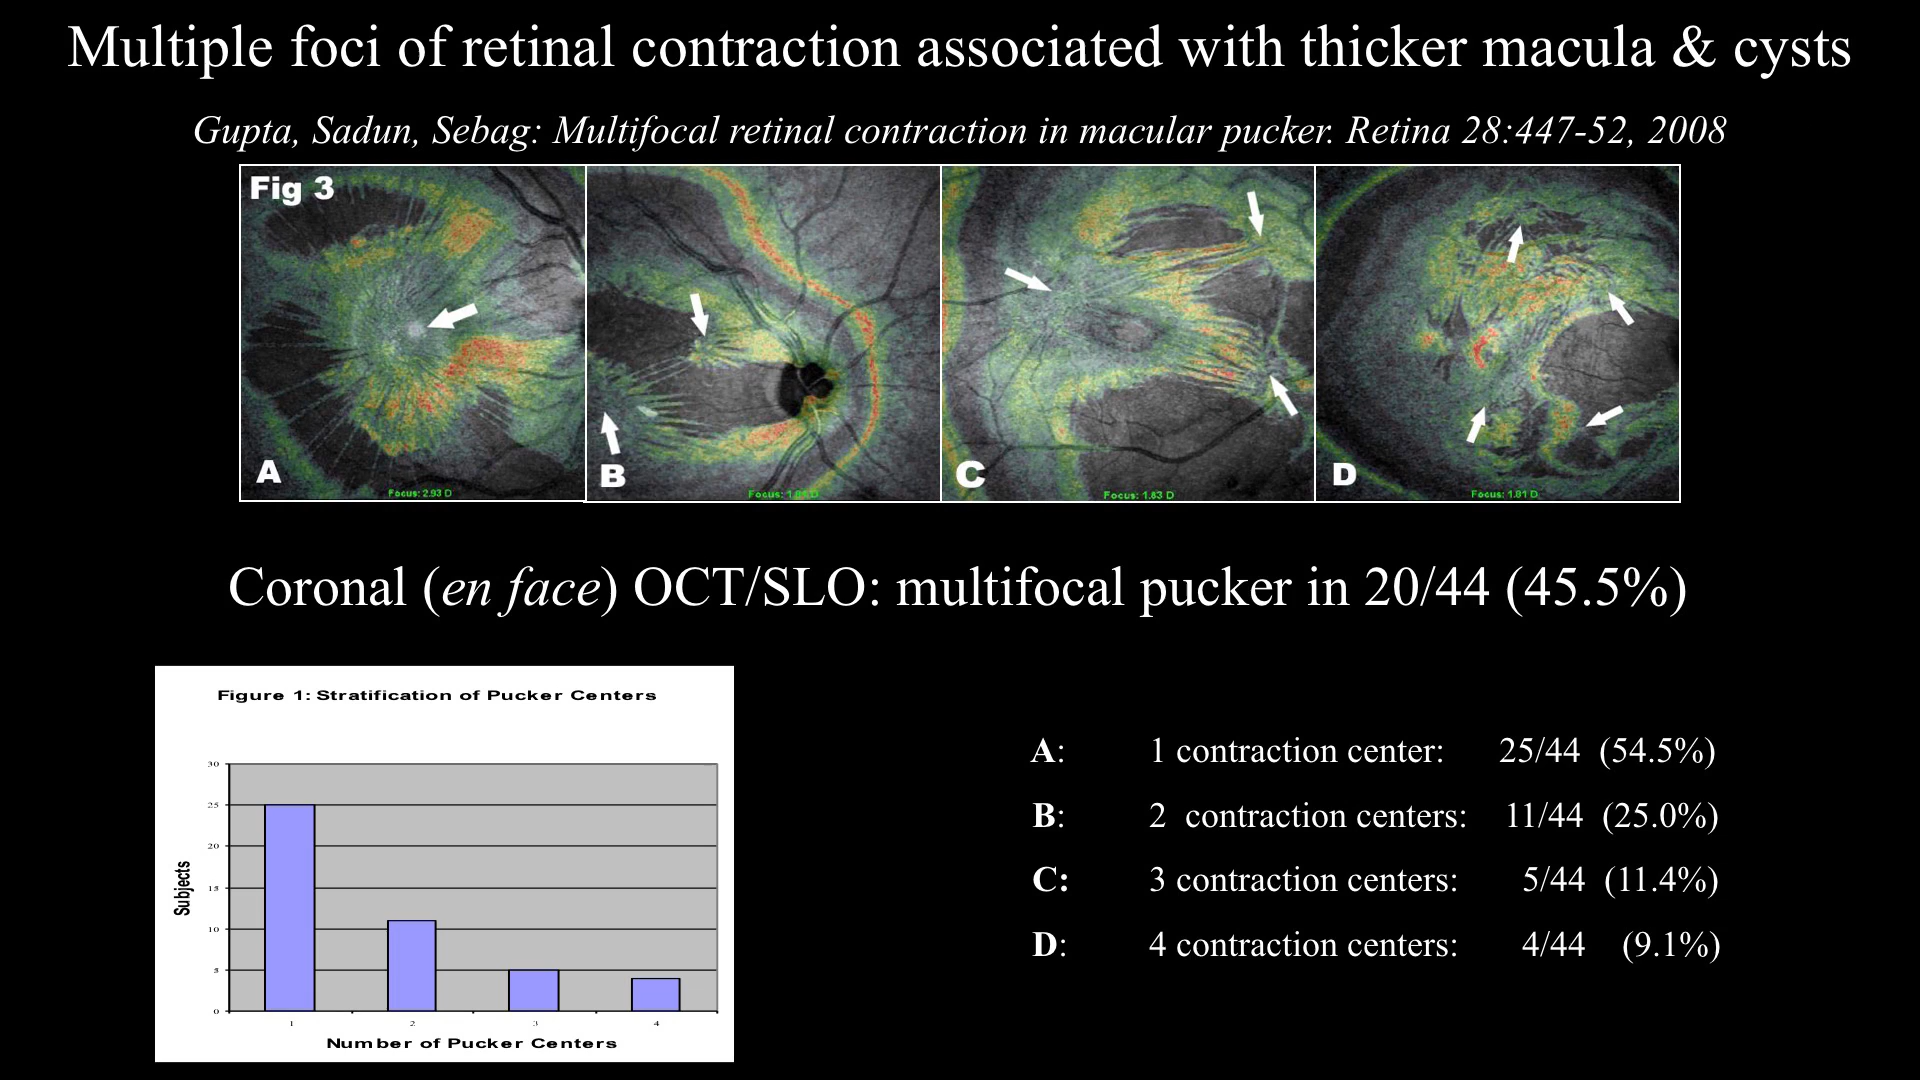 Multiple foci of retinal contraction associated with thicker macula & cysts
Gupta, Sadun, Sebag: Multifocal retinal contraction in macular pucker. Retina 28:447-52, 2008
Fig 3
A
B
C
D
Focus: 2.93 D
Focus: D
Focus: 1.63 D
Focus: 1.81 D
Coronal (en face) OCT/SLO: multifocal pucker in 20/44 (45.5%)
Figure 1: Stratification of Pucker Centers
30
25
20
15
10
5
0
Subjects
1 2 3 4
Number of Pucker Centers
A: 1 contraction center: 25/44 (54.5%)
B: 2 contraction centers: 11/44 (25.0%)
C: 3 contraction centers: 5/44 (11.4%)
D: 4 contraction centers: 4/44 (9.1%)